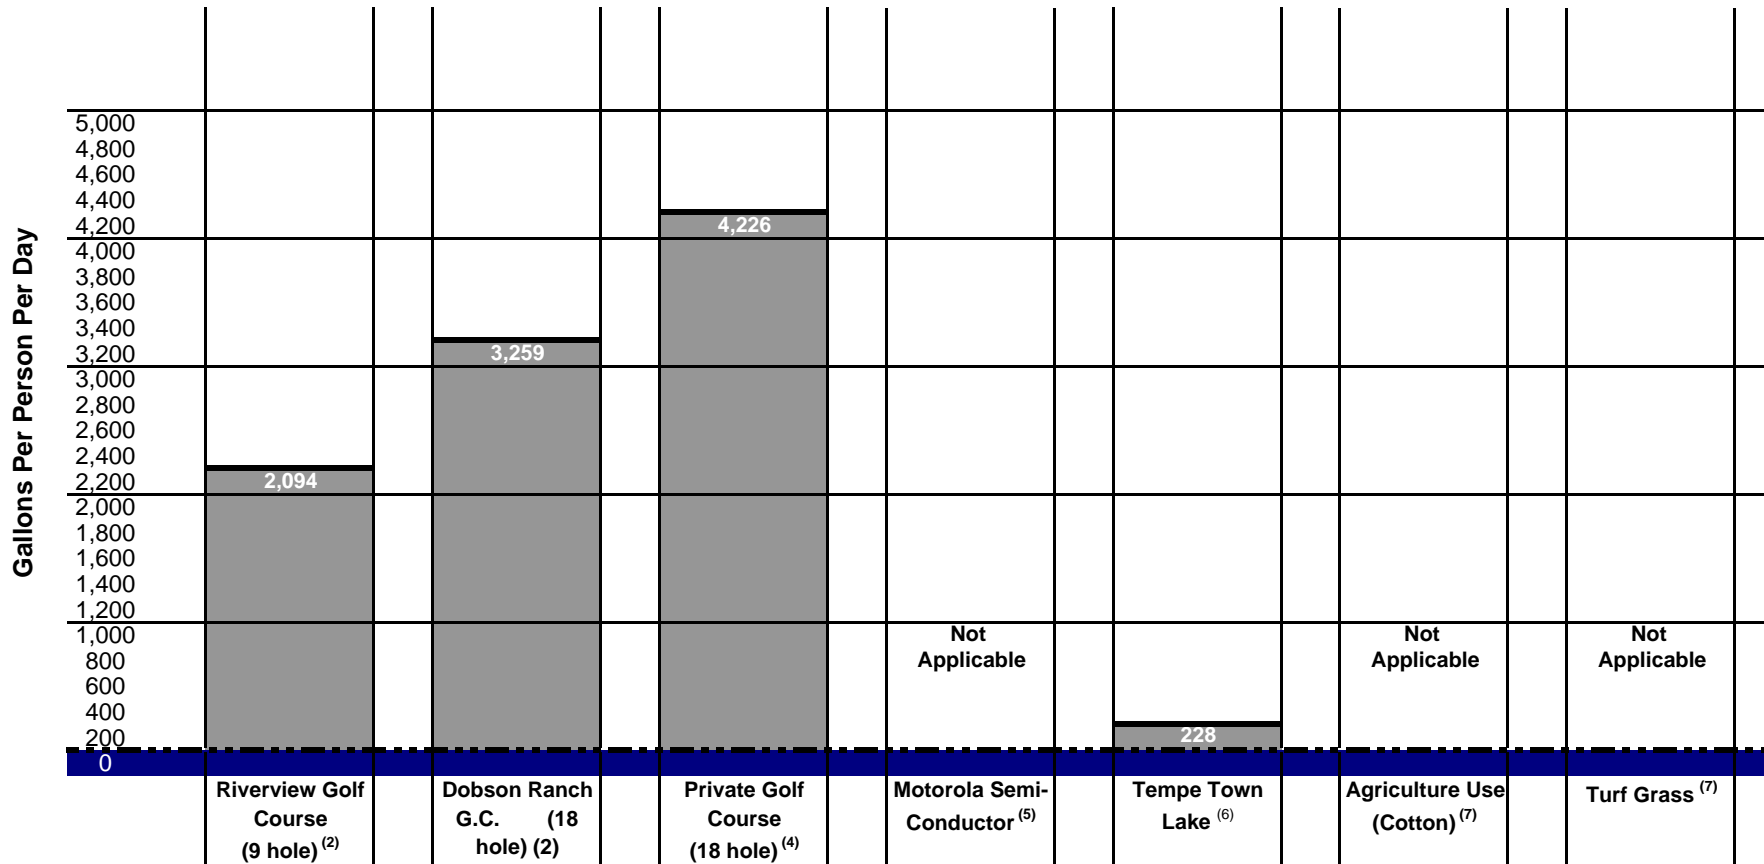 Gallons Per Person Per Day
5,000
4,800
4,600
4,400
4,200
4,000
3,800
3,600
3,400
3,200
3,000
2,800
2,600
2,400
2,200
2,000
1,800
1,600
1,400
1,200
1,000
800
600
400
200
0
2,094
3,259
4,226
Not
Applicable
228
Not
Applicable
Not
Applicable
Riverview Golf
Course
(9 hole) (2)
Dobson Ranch
G.C. (18
hole) (2)
Private Golf
Course
(18 hole) (4)
Motorola Semi-
Conductor (5)
Tempe Town
Lake (6)
Agriculture Use
(Cotton) (7)
Turf Grass (7)